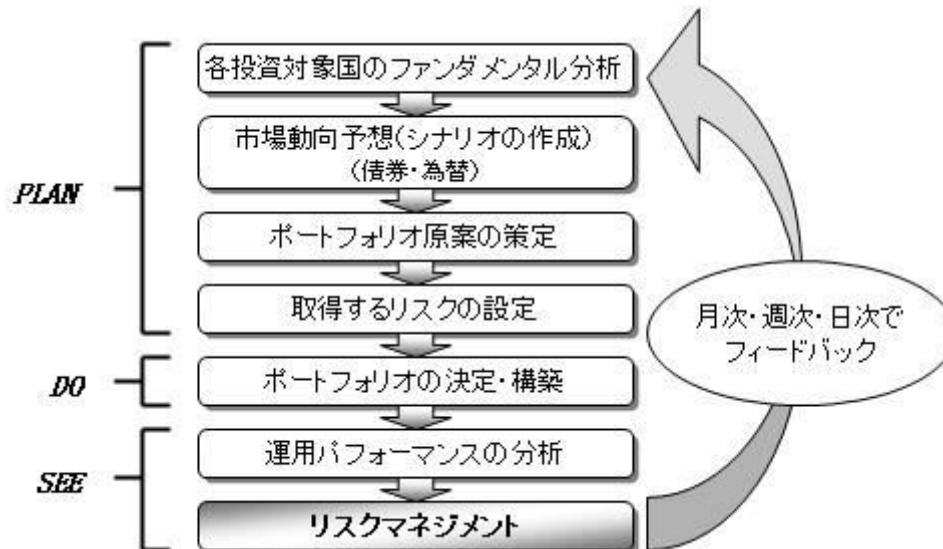 各投資対象国のファンダメンタル分析
市場動向予想(シナリオの作成)
(債券・為替)
PLAN
ポートフォリオ原案の策定
取得するリスクの設定
月次・週次・日次で
フィードバック
DO
ポートフォリオの決定・構築
運用パフォーマンスの分析
SEE
リスクマネジメント